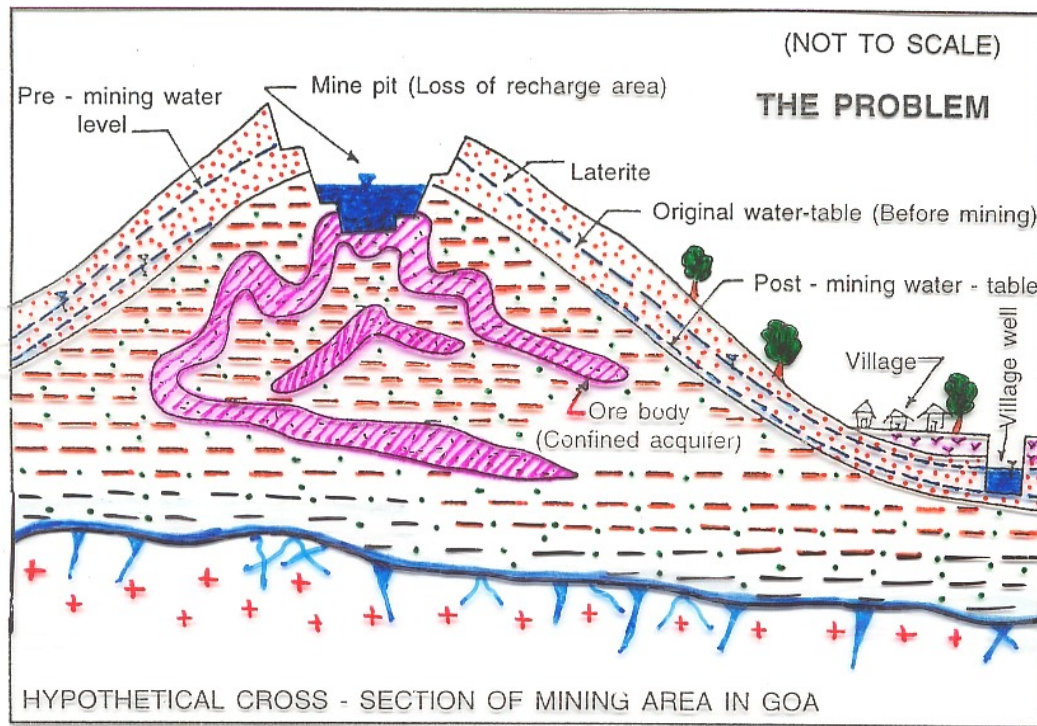 (NOT TO SCALE)
THE PROBLEM
Pre - mining water
level
Mine pit (Loss of recharge area)
Laterite
Original water-table (Before mining)
Post - mining water - table
Village
Village well
Ore body
(Confined acquifer)
HYPOTHETICAL CROSS - SECTION OF MINING AREA IN GOA